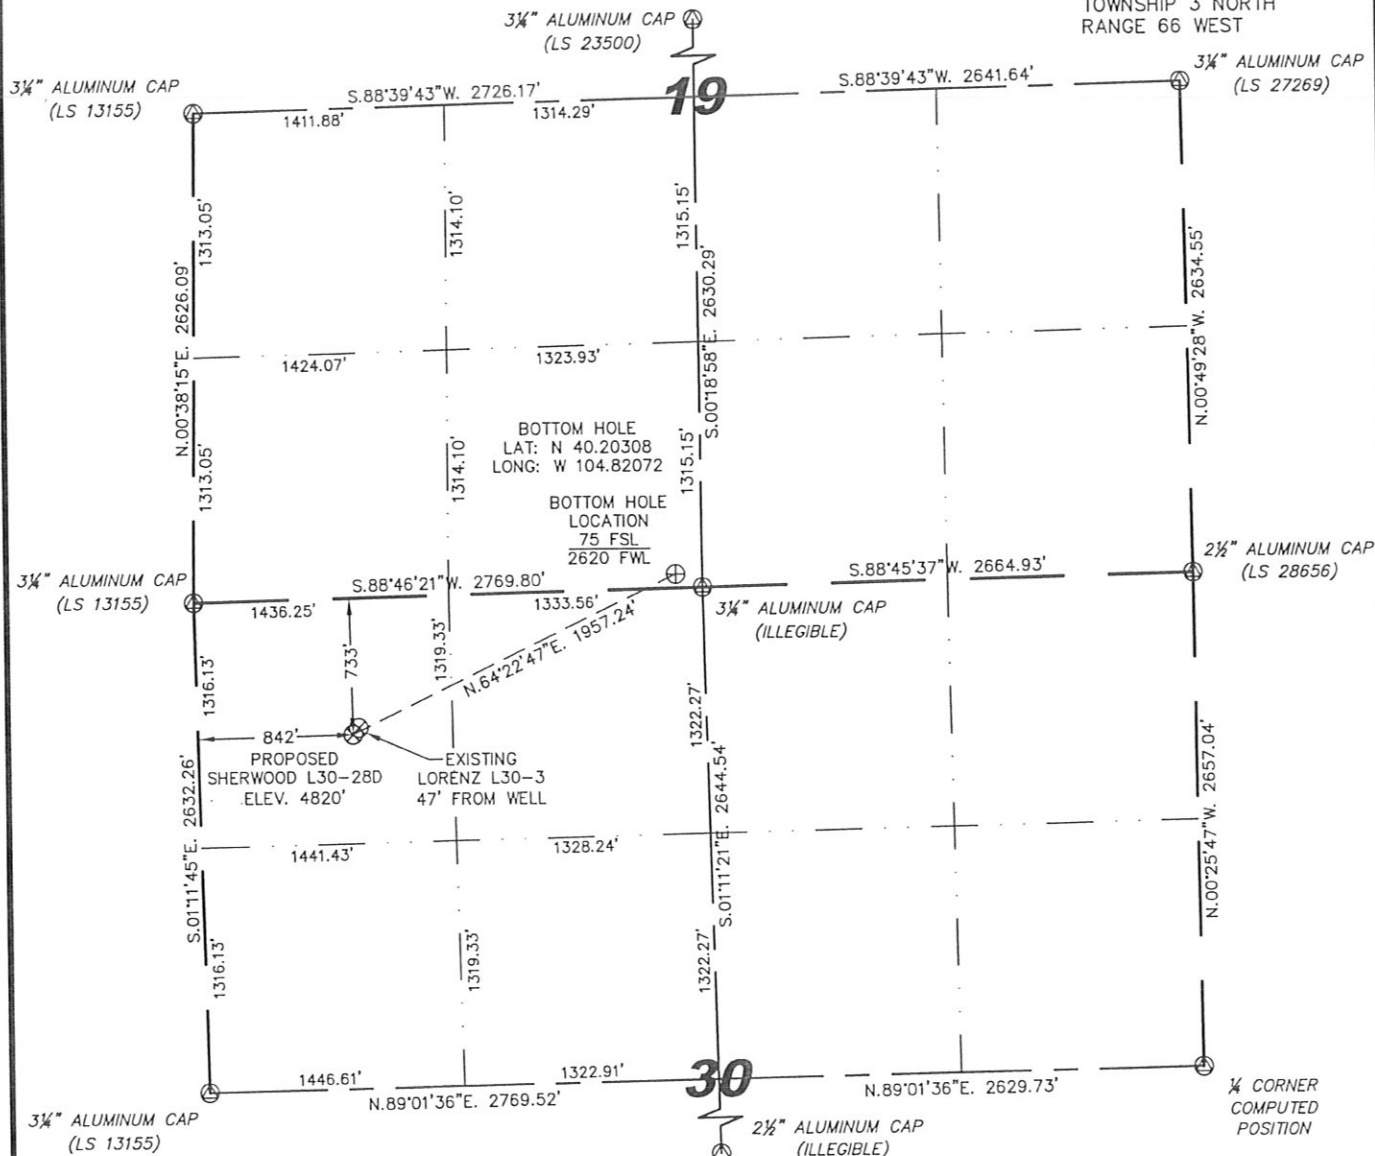 TOWNSHIP 3 NORTH
RANGE 66 WEST
3¼" ALUMINUM CAP
(LS 23500)
3¼" ALUMINUM CAP
(LS 13155)
3¼" ALUMINUM CAP
(LS 27269)
S.88°39'43"W. 2726.17'
1411.88'
1314.29'
19
S.88°39'43"W. 2641.64'
1313.05'
N.00°38'15"E. 2626.09'
1313.05'
1314.10'
1314.10'
1315.15'
S.00°18'58"E. 2630.29'
1315.15'
N.00°49'28"W. 2634.55'
1424.07'
1323.93'
BOTTOM HOLE
LAT: N 40.20308
LONG: W 104.82072
BOTTOM HOLE
LOCATION
75 FSL
2620 FWL
3¼" ALUMINUM CAP
(LS 13155)
S.88°46'21"W. 2769.80'
1436.25'
1333.56'
S.88°45'37"W. 2664.93'
2½" ALUMINUM CAP
(LS 28656)
3¼" ALUMINUM CAP
(ILLEGIBLE)
733'
1319.33'
N.64°22'47"E. 1957.24'
1316.13'
842'
PROPOSED
SHERWOOD L30-28D
ELEV. 4820'
EXISTING
LORENZ L30-3
47' FROM WELL
1322.27'
S.01°11'21"E. 2644.54'
1322.27'
S.01°11'45"E. 2632.26'
1316.13'
1441.43'
1328.24'
1319.33'
N.00°25'47"W. 2657.04'
1446.61'
1322.91'
N.89°01'36"E. 2769.52'
30
N.89°01'36"E. 2629.73'
3¼" ALUMINUM CAP
(LS 13155)
2½" ALUMINUM CAP
(ILLEGIBLE)
¼ CORNER
COMPUTED
POSITION